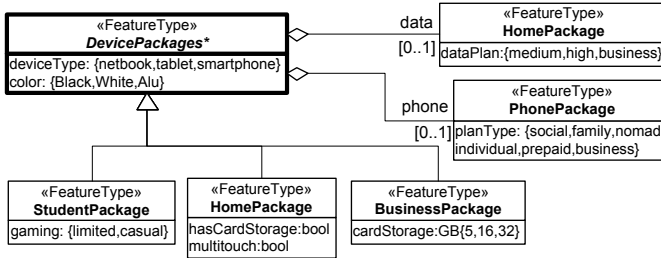 «FeatureType»
DevicePackages*
deviceType: {netbook,tablet,smartphone}
color: {Black,White,Alu}
data
[0..1]
«FeatureType»
HomePackage
dataPlan:{medium,high,business}
phone
[0..1]
«FeatureType»
PhonePackage
planType: {social,family,nomad
individual,prepaid,business}
«FeatureType»
StudentPackage
gaming: {limited,casual}
«FeatureType»
HomePackage
hasCardStorage:bool
multitouch:bool
«FeatureType»
BusinessPackage
cardStorage:GB{5,16,32}